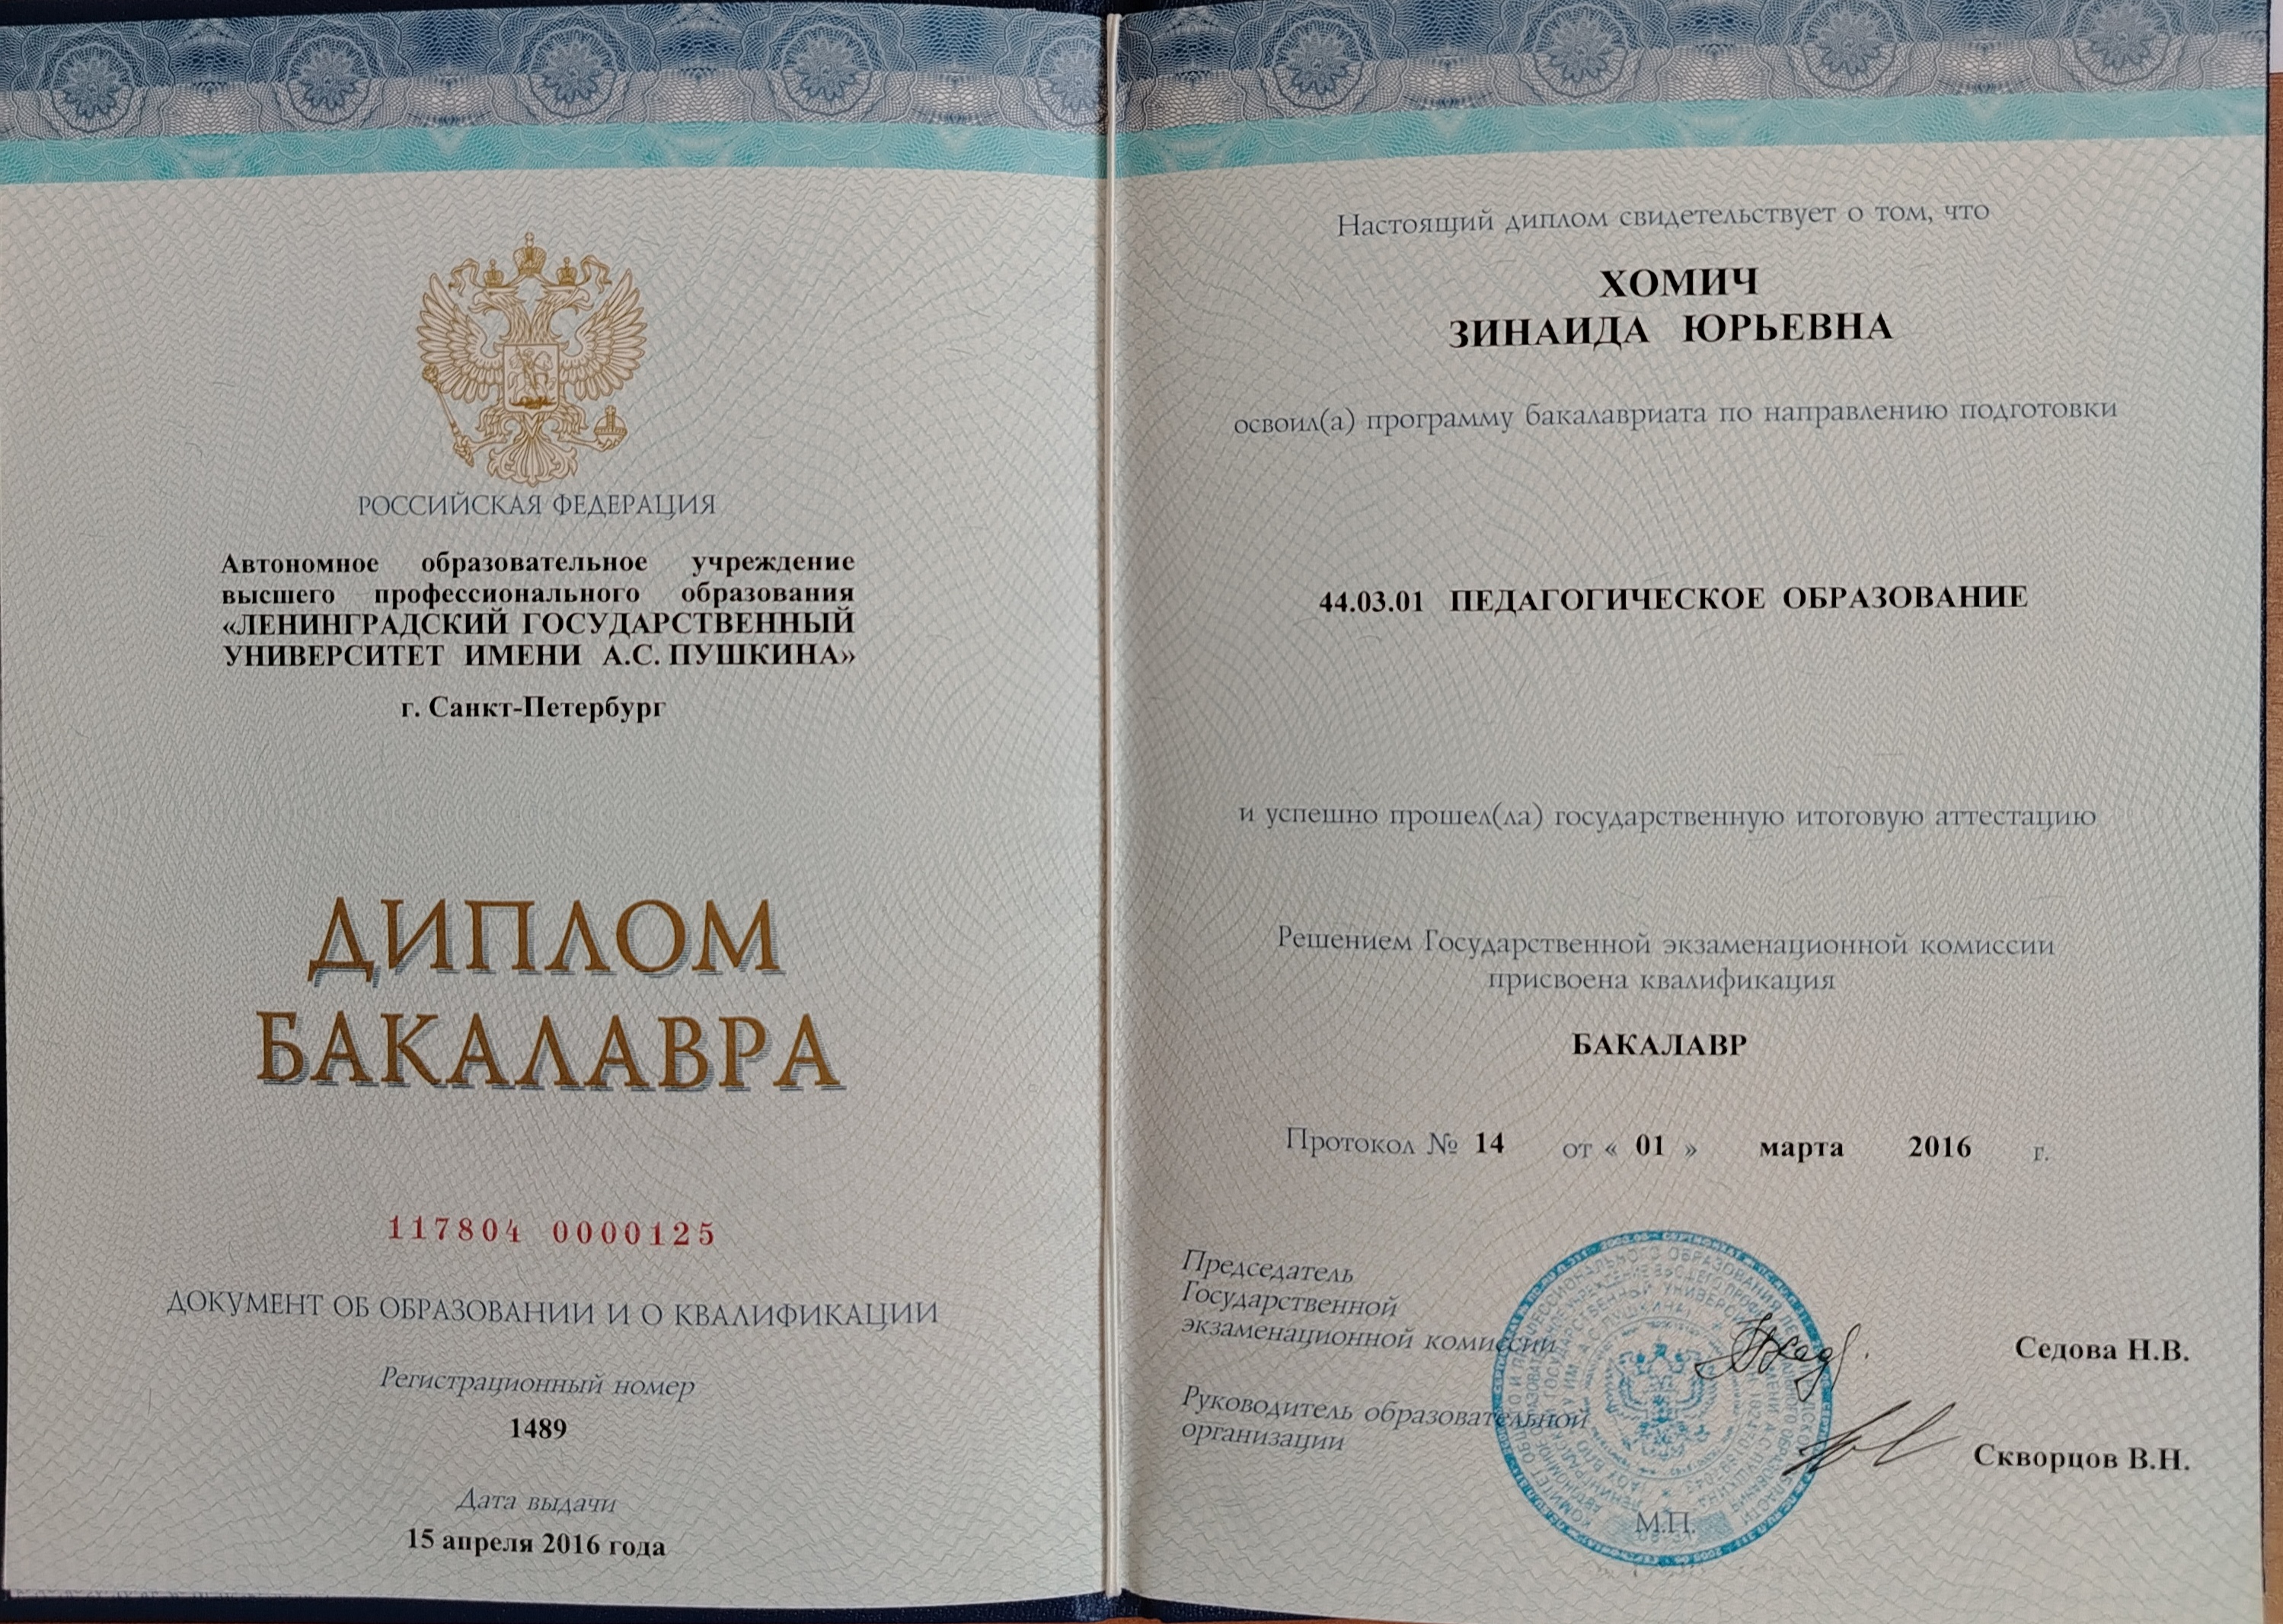 РОССИЙСКАЯ ФЕДЕРАЦИЯ
Автономное образовательное учреждение
высшего профессионального образования
«ЛЕНИНГРАДСКИЙ ГОСУДАРСТВЕННЫЙ
УНИВЕРСИТЕТ ИМЕНИ А.С. ПУШКИНА»
г. Санкт-Петербург
ДИПЛОМ
БАКАЛАВРА
117804 0000125
ДОКУМЕНТ ОБ ОБРАЗОВАНИИ И О КВАЛИФИКАЦИИ
Регистрационный номер
1489
Дата выдачи
15 апреля 2016 года
Настоящий диплом свидетельствует о том, что
ХОМИЧ
ЗИНАИДА ЮРЬЕВНА
освоил(а) программу бакалавриата по направлению подготовки
44.03.01 ПЕДАГОГИЧЕСКОЕ ОБРАЗОВАНИЕ
и успешно прошел(ла) государственную итоговую аттестацию
Решением Государственной экзаменационной комиссии
присвоена квалификация
БАКАЛАВР
Протокол № 14 от « 01 » марта 2016 г.
Председатель
Государственной
экзаменационной комиссии
Седова Н.В.
Руководитель образовательной
организации
Скворцов В.Н.
М.П.